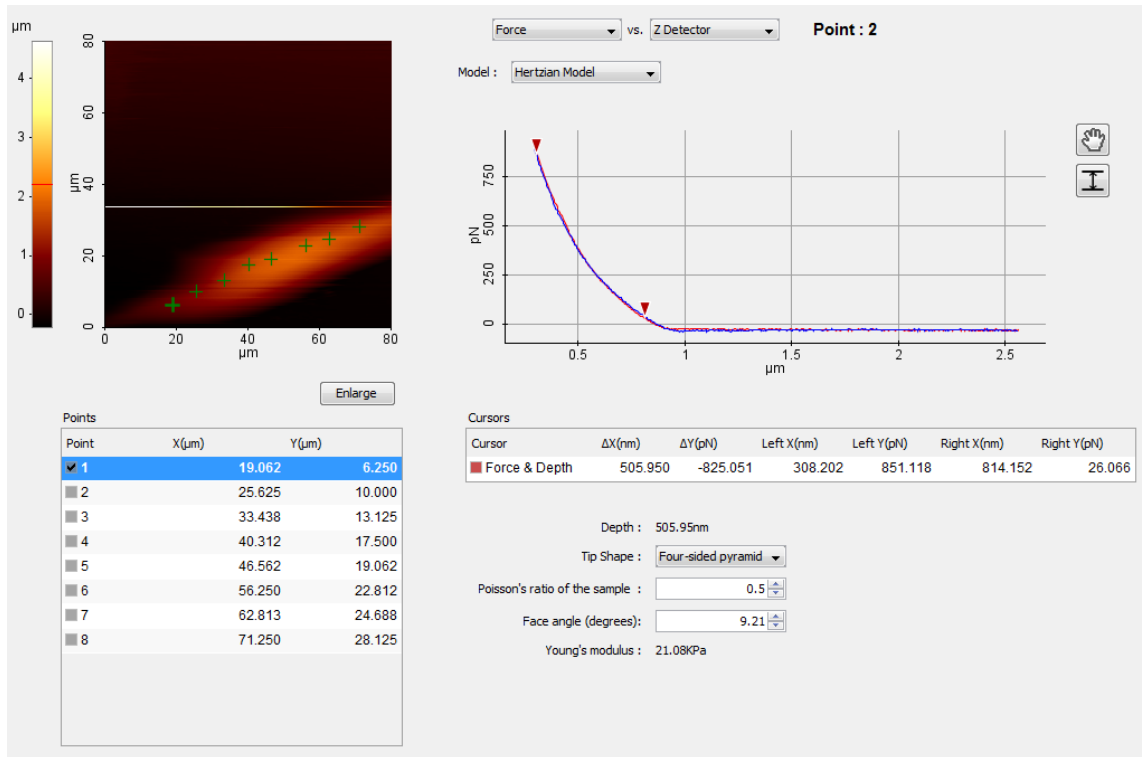 Force vs. Z Detector Point : 2
Model : Hertzian Model
µm
4
3
2
1
0
80
60
µm
40
20
0
0 20 40 60 80
µm
750
500
pN
250
0
0.5 1 1.5 2 2.5
µm
Enlarge
Points
Point X(µm) Y(µm)
1 19.062 6.250
2 25.625 10.000
3 33.438 13.125
4 40.312 17.500
5 46.562 19.062
6 56.250 22.812
7 62.813 24.688
8 71.250 28.125
Cursors
Cursor ΔX(nm) ΔY(pN) Left X(nm) Left Y(pN) Right X(nm) Right Y(pN)
Force & Depth 505.950 -825.051 308.202 851.118 814.152 26.066
Depth : 505.95nm
Tip Shape : Four-sided pyramid
Poisson's ratio of the sample : 0.5
Face angle (degrees): 9.21
Young's modulus : 21.08KPa